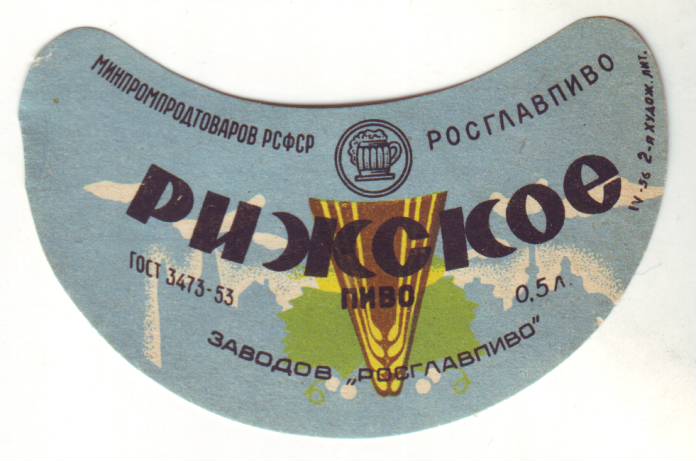 МИНПРОМПРОДТОВАРОВ РСФСР
РОСГЛАВПИВО
РИЖСКОЕ
ПИВО
ГОСТ 3473-53
0,5 Л.
ЗАВОДОВ „РОСГЛАВПИВО"
IV-56 2-Я ХУДОЖ. ЛИТ.